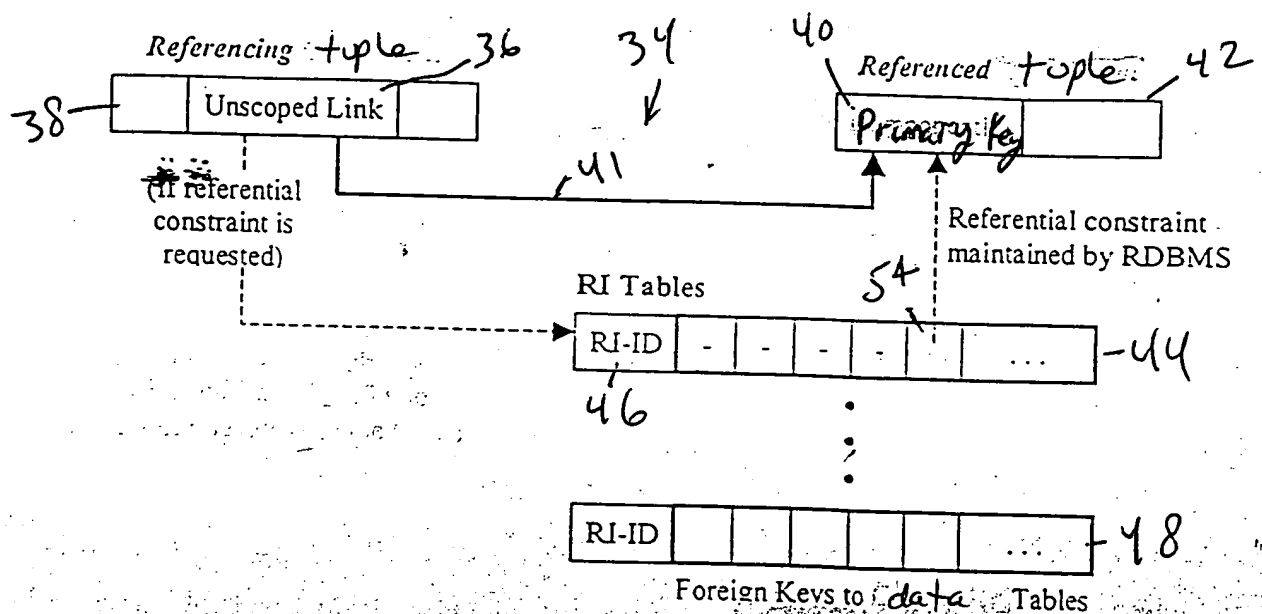 Referencing tuple 36
34
40
Referenced tuple 42
38
Unscoped Link
Primary Key
41
(If referential
constraint is
requested)
Referential constraint
maintained by RDBMS
54
RI Tables
RI-ID - - - - - ... 44
46
RI-ID ... 48
Foreign Keys to data Tables